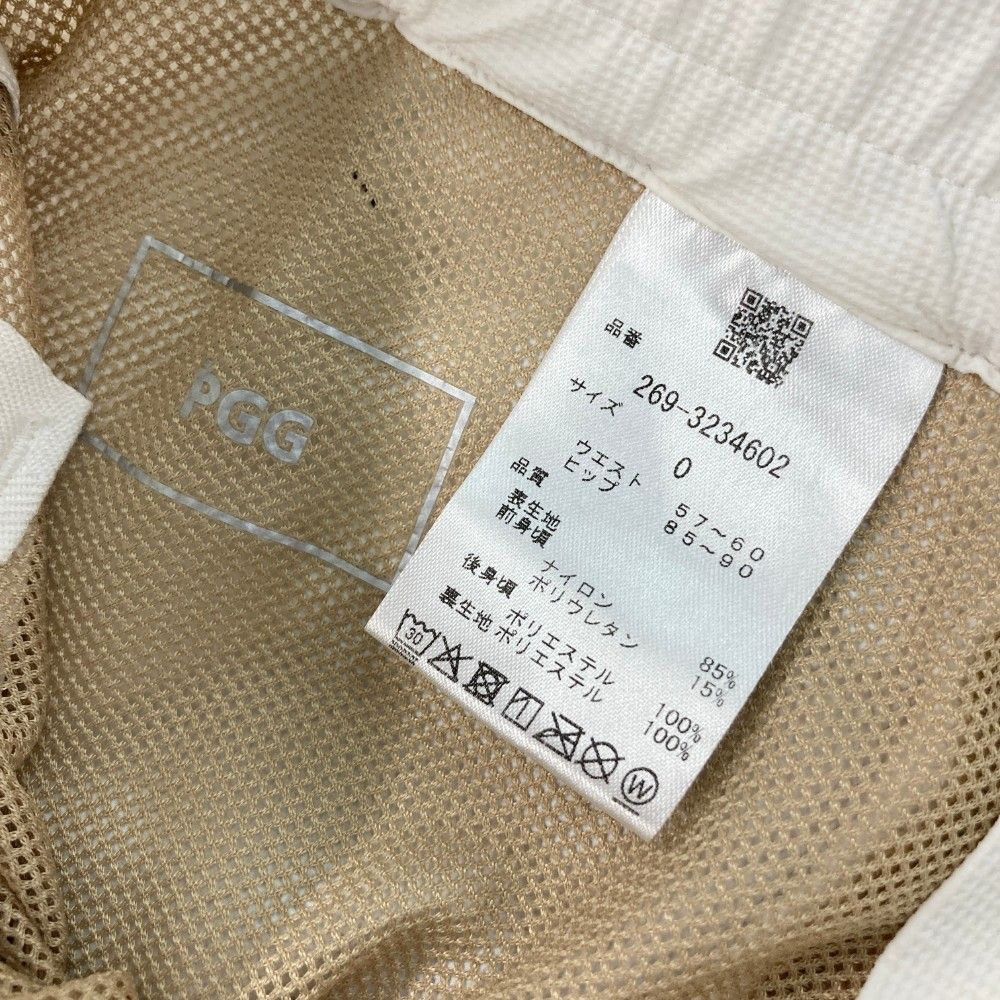 PGG
品番
269-3234602
サイズ
0
ウエスト 57~60
ヒップ 85~90
品質
表生地
前身頃
ナイロン 85%
ポリウレタン 15%
後身頃 ポリエステル 100%
裏生地 ポリエステル 100%
30
W